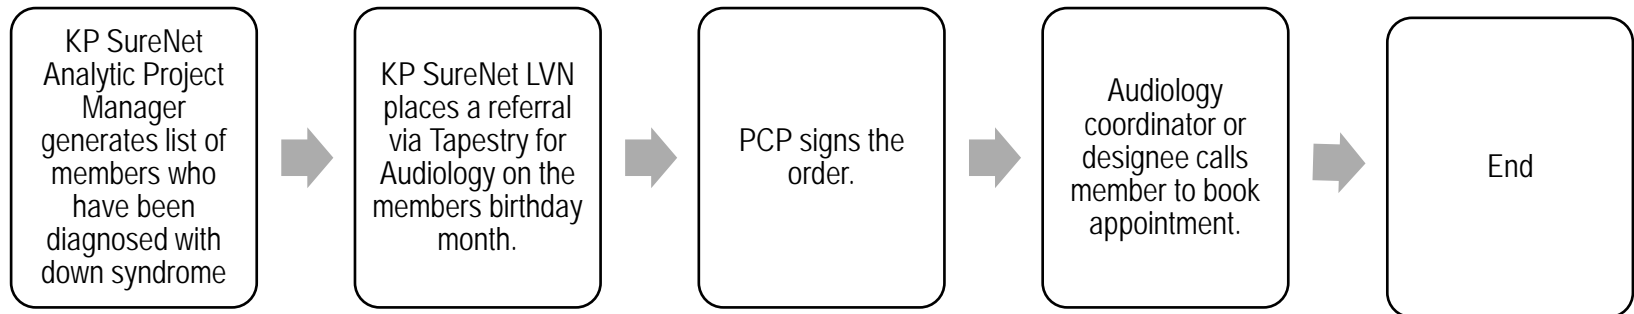 KP SureNet
Analytic Project
Manager
generates list of
members who
have been
diagnosed with
down syndrome
KP SureNet LVN
places a referral
via Tapestry for
Audiology on the
members birthday
month.
PCP signs the
order.
Audiology
coordinator or
designee calls
member to book
appointment.
End